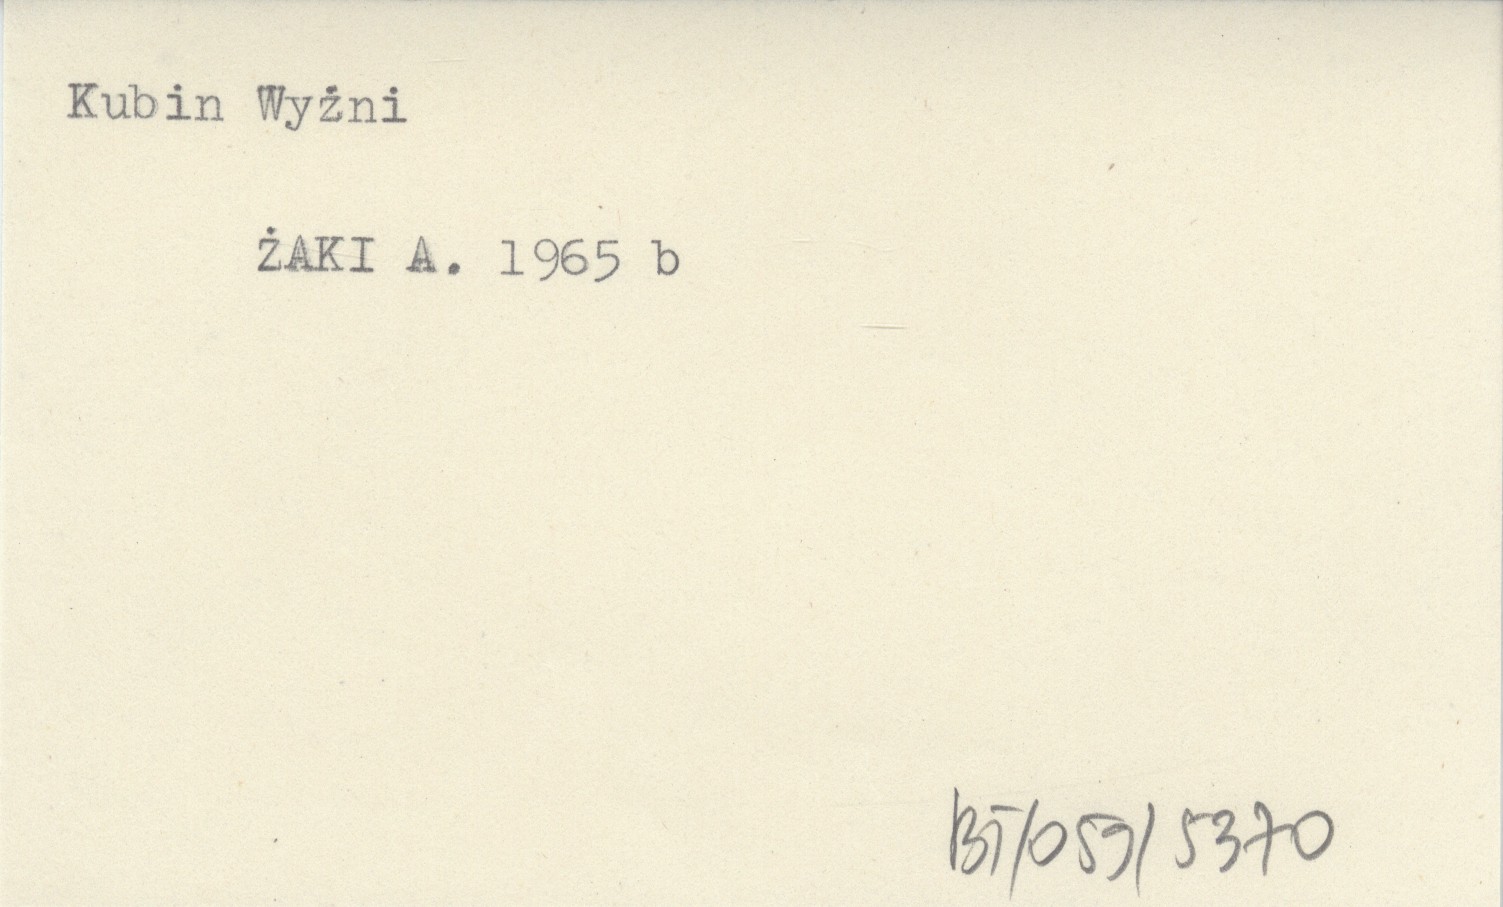 Kubin Wyżni
ŻAKI A. 1965 b
BT/059/5370